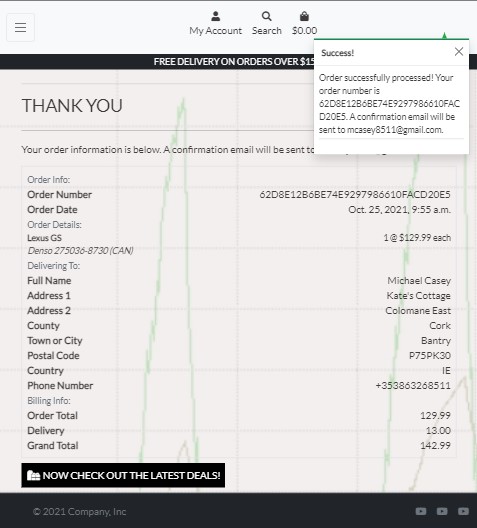 My Account Search $0.00
FREE DELIVERY ON ORDERS OVER $15
Success!
Order successfully processed! Your
order number is
62D8E12B6BE74E9297986610FAC
D20E5. A confirmation email will be
sent to mcasey8511@gmail.com.
THANK YOU
Your order information is below. A confirmation email will be sent to
Order Info:
Order Number 62D8E12B6BE74E9297986610FACD20E5
Order Date Oct. 25, 2021, 9:55 a.m.
Order Details:
Lexus GS 1 @ $129.99 each
Denso 275036-8730 (CAN)
Delivering To:
Full Name Michael Casey
Address 1 Kate's Cottage
Address 2 Colomane East
County Cork
Town or City Bantry
Postal Code P75PK30
Country IE
Phone Number +353863268511
Billing Info:
Order Total 129.99
Delivery 13.00
Grand Total 142.99
NOW CHECK OUT THE LATEST DEALS!
© 2021 Company, Inc